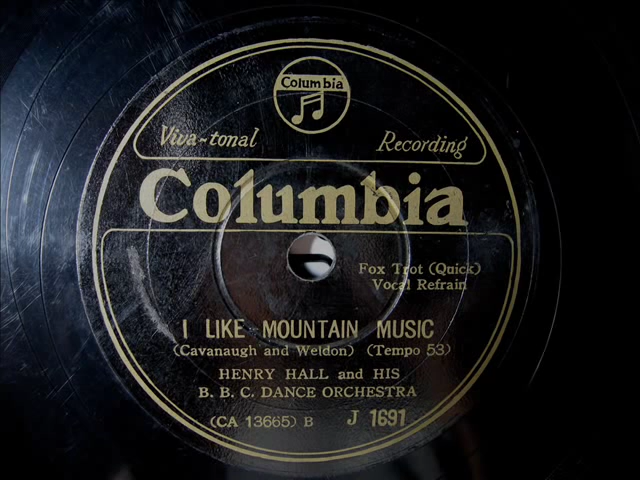 Columbia
Viva-tonal Recording
Columbia
Fox Trot (Quick)
Vocal Refrain
I LIKE MOUNTAIN MUSIC
(Cavanaugh and Weldon) (Tempo 53)
HENRY HALL and HIS
B. B. C. DANCE ORCHESTRA
(CA 13665) B J 1691